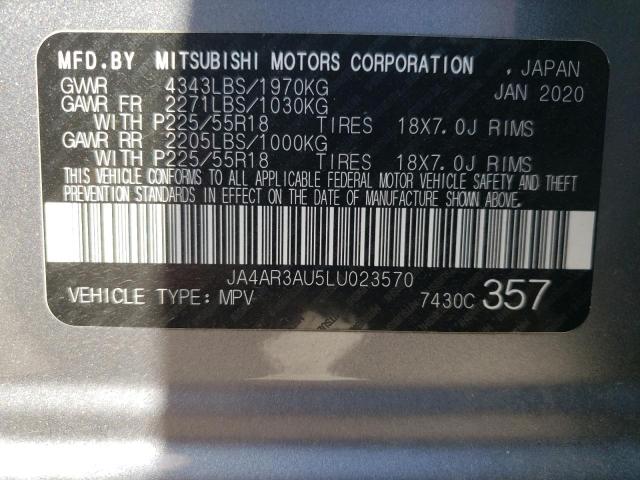 MFD.BY MITSUBISHI MOTORS CORPORATION , JAPAN
GVWR 4343LBS/1970KG JAN 2020
GAWR FR 2271LBS/1030KG
WITH P225/55R18 TIRES 18X7.0J RIMS
GAWR RR 2205LBS/1000KG
WITH P225/55R18 TIRES 18X7.0J RIMS
THIS VEHICLE CONFORMS TO ALL APPLICABLE FEDERAL MOTOR VEHICLE SAFETY AND THEFT
PREVENTION STANDARDS IN EFFECT ON THE DATE OF MANUFACTURE SHOWN ABOVE.
JA4AR3AU5LU023570
VEHICLE TYPE: MPV 7430C 357